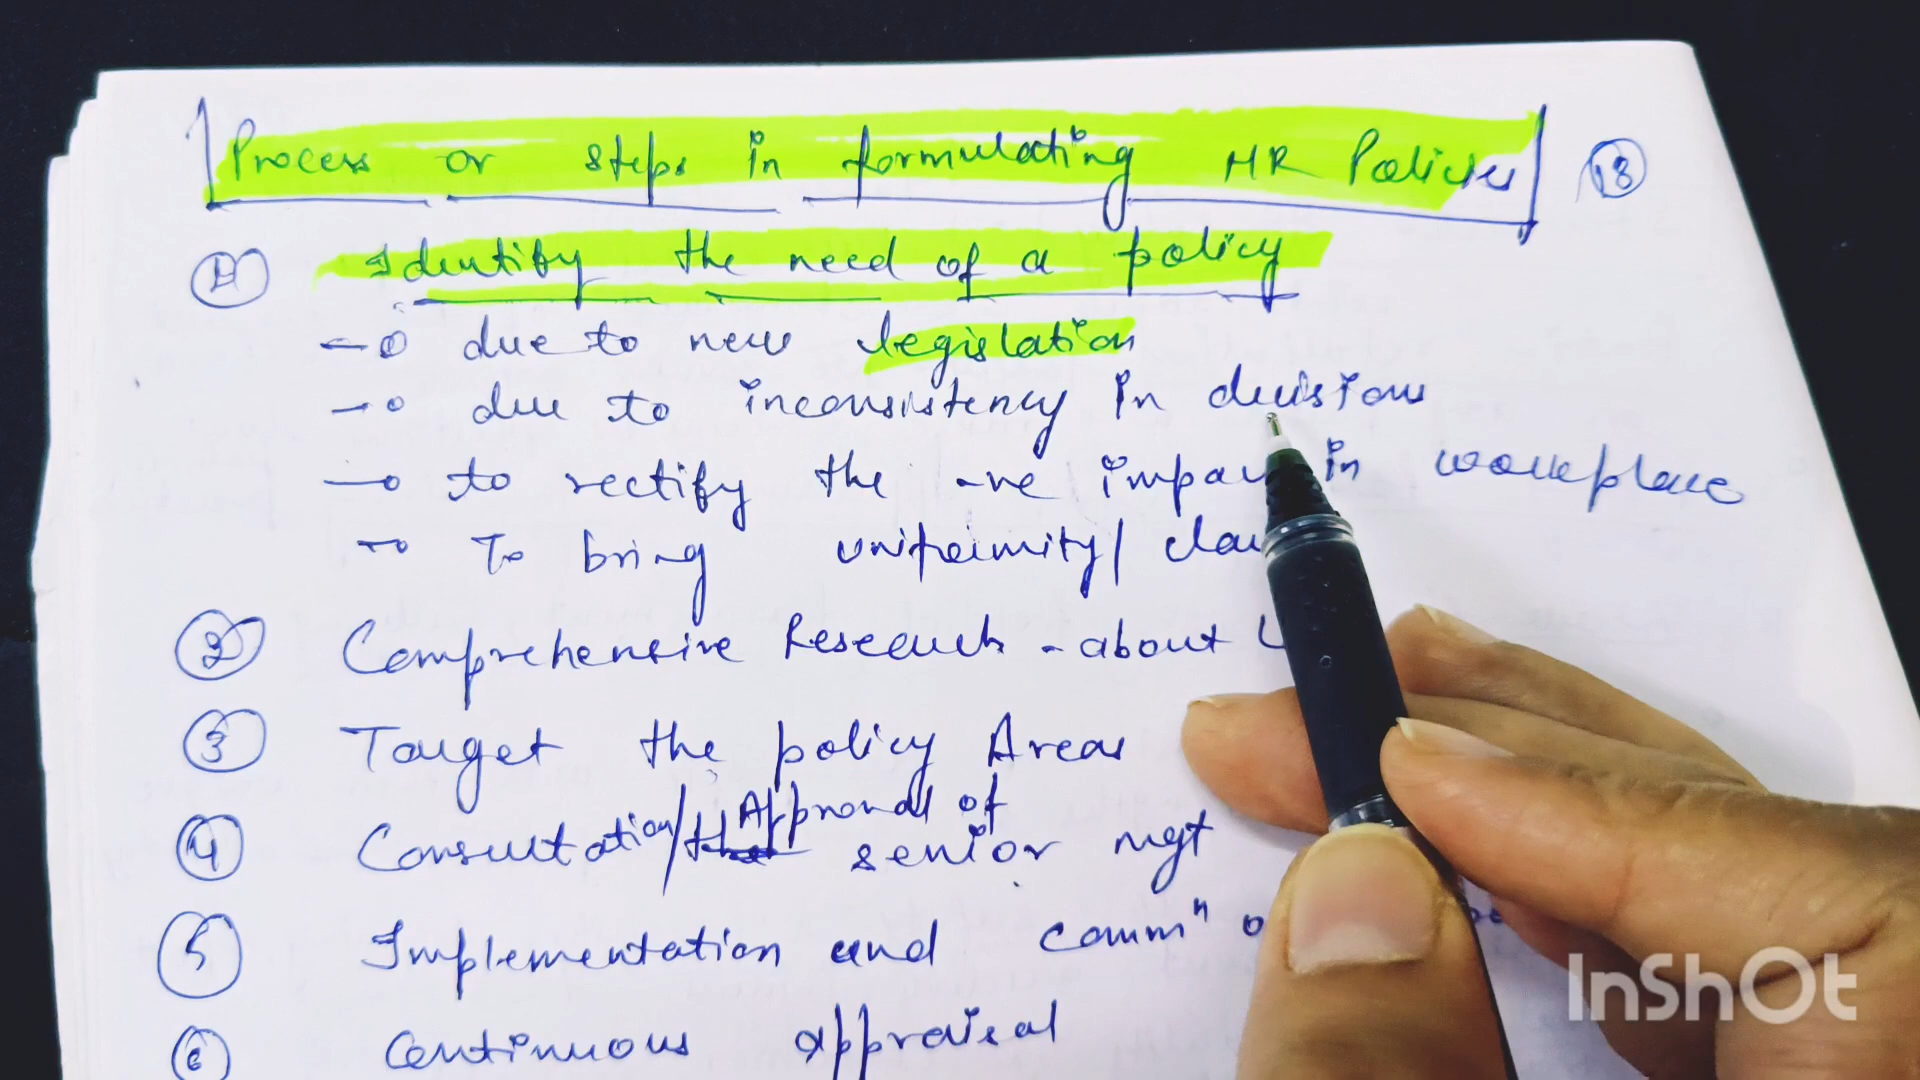 Process or steps in formulating HR Policies
18
1 Identify the need of a policy
due to new legislation
due to inconsistency in decisions
to rectify the -ve impact in workplace
To bring uniformity/
2 Comprehensive Research - about
3 Target the policy Areas
4 Consultation/ Approval of senior mgt
5 Implementation and commn
6 Continuous appraisal
InShOt